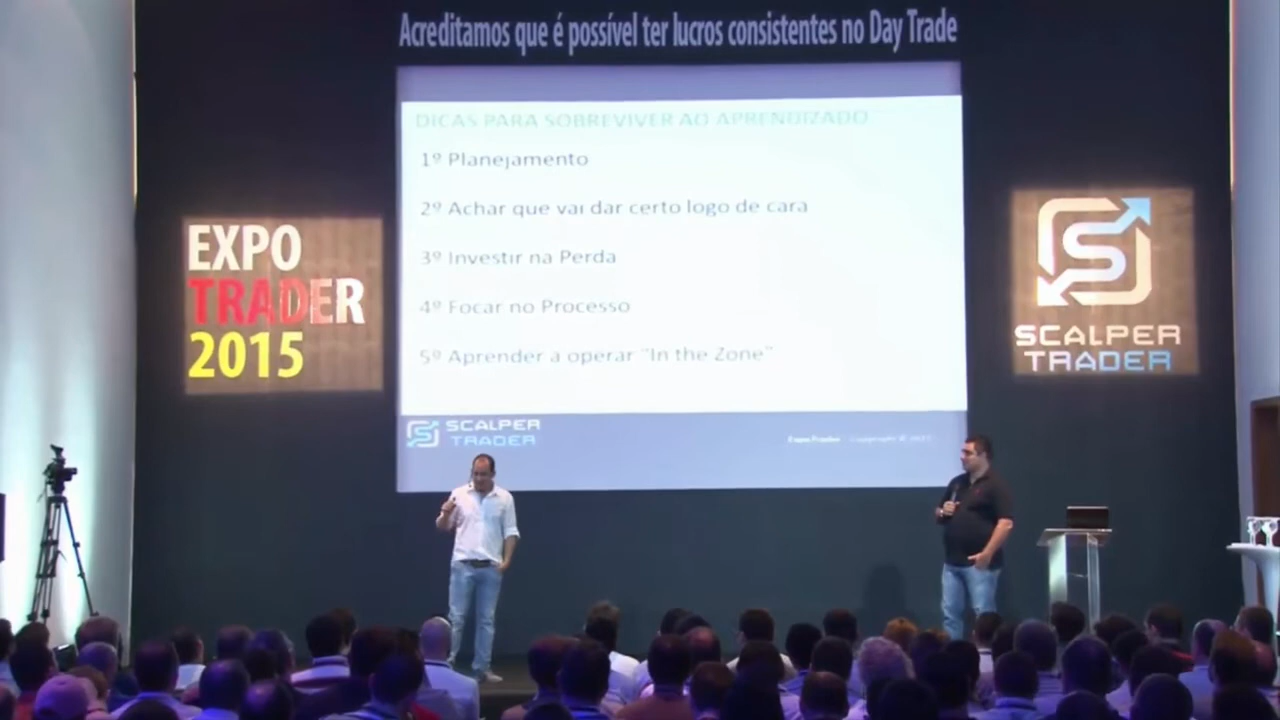 Acreditamos que é possível ter lucros consistentes no Day Trade
DICAS PARA SOBREVIVER AO APRENDIZADO
1º Planejamento
2º Achar que vai dar certo logo de cara
3º Investir na Perda
4º Focar no Processo
5º Aprender a operar "In the Zone"
SCALPER
TRADER
EXPO
TRADER
2015
SCALPER
TRADER